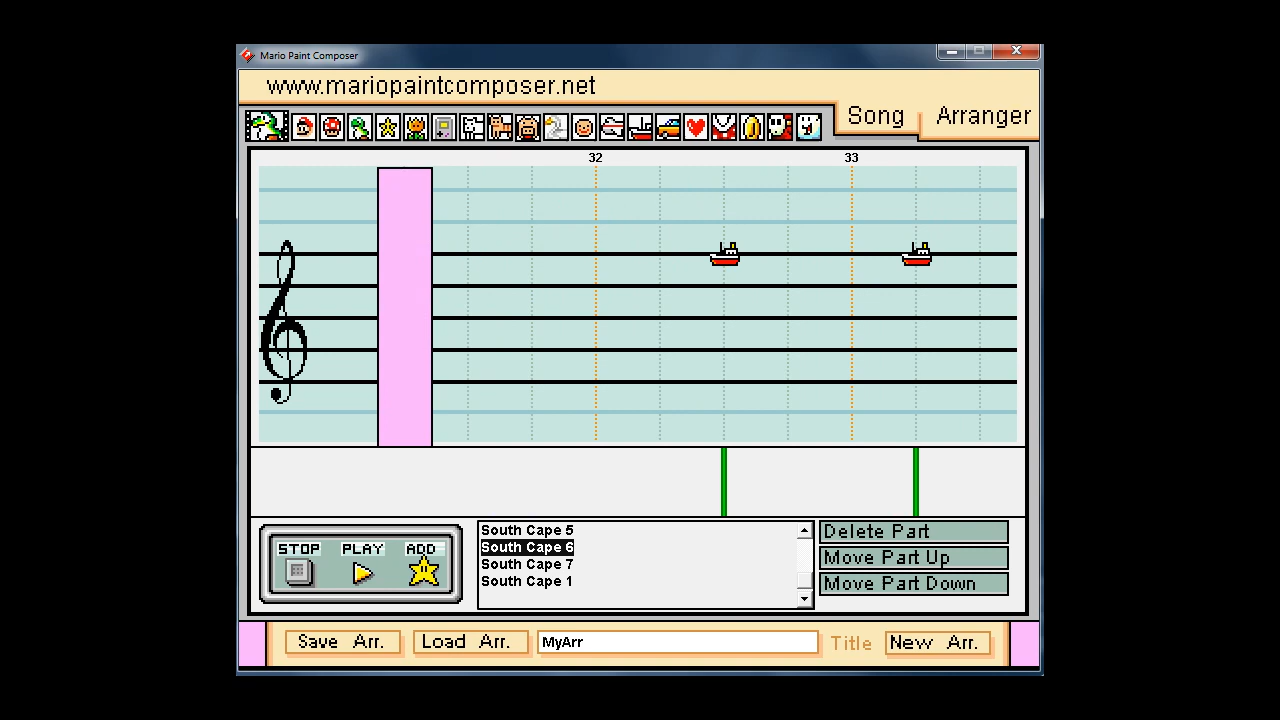 Mario Paint Composer
www.mariopaintcomposer.net
Song
Arranger
32
33
STOP
PLAY
ADD
South Cape 5
South Cape 6
South Cape 7
South Cape 1
Delete Part
Move Part Up
Move Part Down
Save Arr.
Load Arr.
MyArr
Title
New Arr.